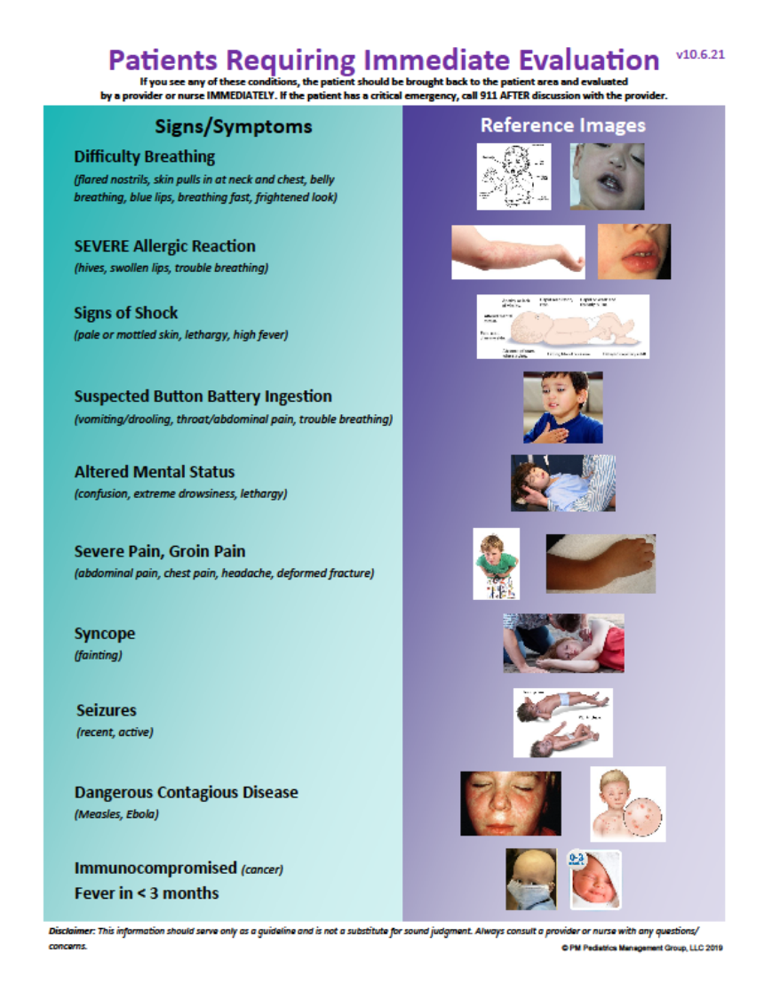 Patients Requiring Immediate Evaluation v10.6.21
If you see any of these conditions, the patient should be brought back to the patient area and evaluated
by a provider or nurse IMMEDIATELY. If the patient has a critical emergency, call 911 AFTER discussion with the provider.
Signs/Symptoms
Reference Images
Difficulty Breathing
(flared nostrils, skin pulls in at neck and chest, belly
breathing, blue lips, breathing fast, frightened look)
SEVERE Allergic Reaction
(hives, swollen lips, trouble breathing)
Signs of Shock
(pale or mottled skin, lethargy, high fever)
Suspected Button Battery Ingestion
(vomiting/drooling, throat/abdominal pain, trouble breathing)
Altered Mental Status
(confusion, extreme drowsiness, lethargy)
Severe Pain, Groin Pain
(abdominal pain, chest pain, headache, deformed fracture)
Syncope
(fainting)
Seizures
(recent, active)
Dangerous Contagious Disease
(Measles, Ebola)
Immunocompromised (cancer)
Fever in < 3 months
0-3
Disclaimer: This information should serve only as a guideline and is not a substitute for sound judgment. Always consult a provider or nurse with any questions/
concerns.
© PM Pediatrics Management Group, LLC 2019